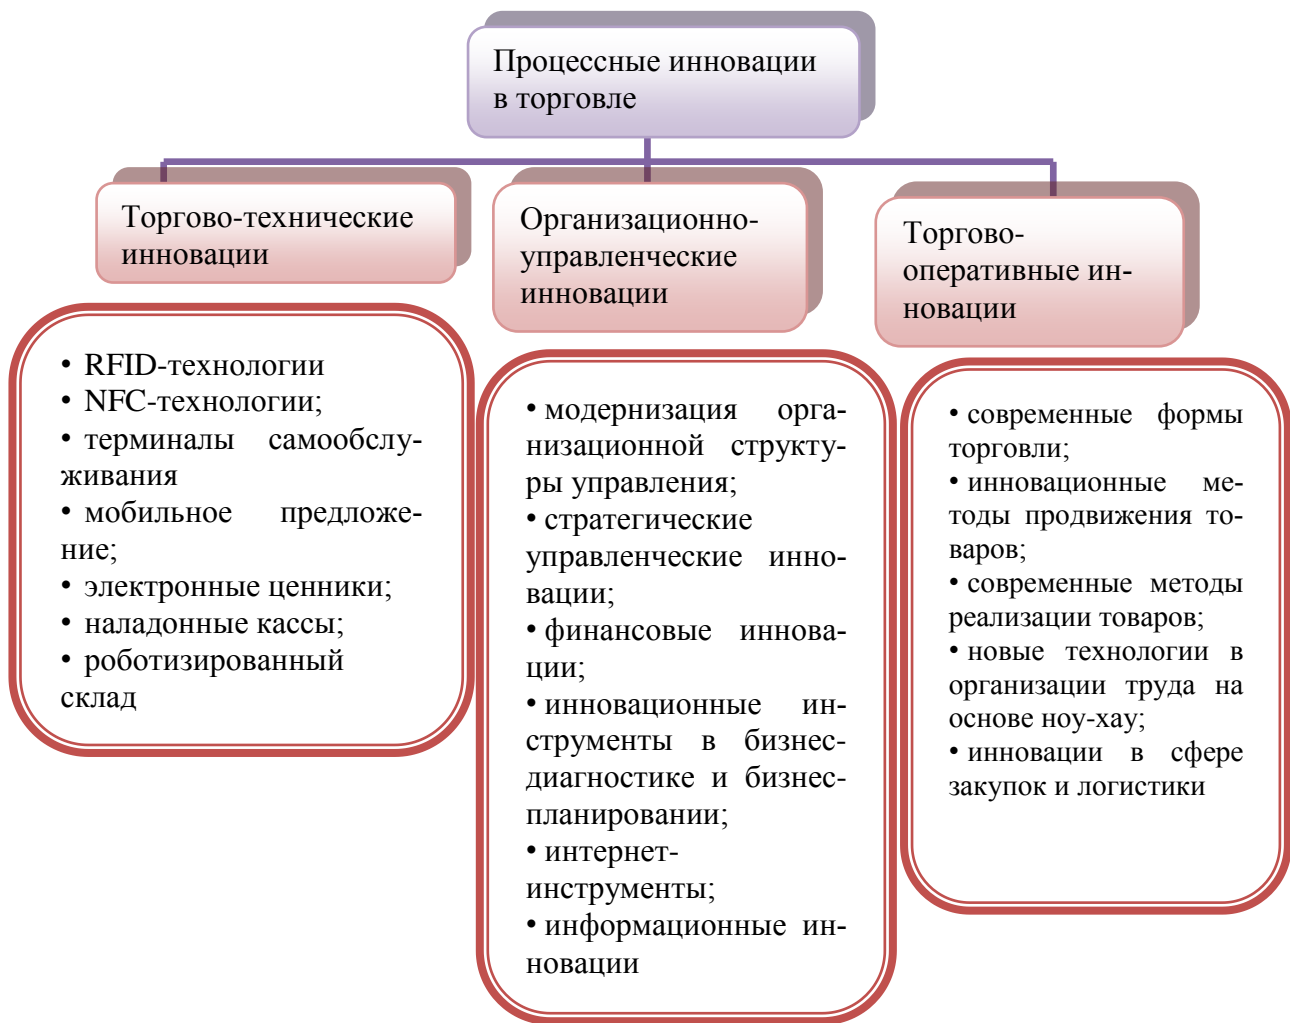 Процессные инновации
в торговле
Торгово-технические
инновации
• RFID-технологии
• NFC-технологии;
• терминалы самообслу-
живания
• мобильное предложе-
ние;
• электронные ценники;
• наладонные кассы;
• роботизированный
склад
Организационно-
управленческие
инновации
• модернизация ор-
ганизационной структу-
ры управления;
• стратегические
управленческие инно-
вации;
• финансовые иннова-
ции;
• инновационные ин-
струменты в бизнес-
диагностике и бизнес-
планировании;
• интернет-
инструменты;
• информационные ин-
новации
Торгово-
оперативные ин-
новации
• современные формы
торговли;
• инновационные ме-
тоды продвижения то-
варов;
• современные методы
реализации товаров;
• новые технологии в
организации труда на
основе ноу-хау;
• инновации в сфере
закупок и логистики